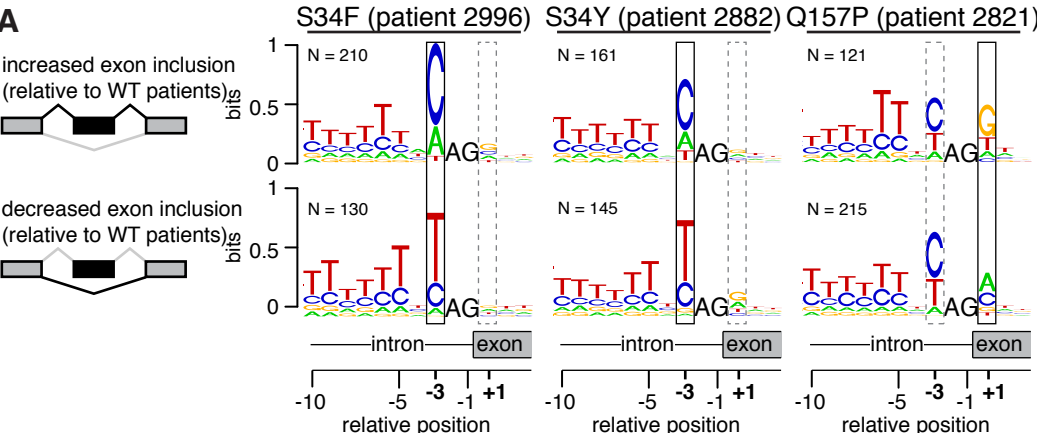 A
S34F (patient 2996) S34Y (patient 2882) Q157P (patient 2821)
increased exon inclusion
(relative to WT patients)
bits
1
0.5
0
N = 210
AG
N = 161
AG
N = 121
AG
decreased exon inclusion
(relative to WT patients)
bits
1
0.5
0
N = 130
AG
N = 145
AG
N = 215
AG
intron exon intron exon intron exon
-10 -5 -3 -1 +1 -10 -5 -3 -1 +1 -10 -5 -3 -1 +1
relative position relative position relative position